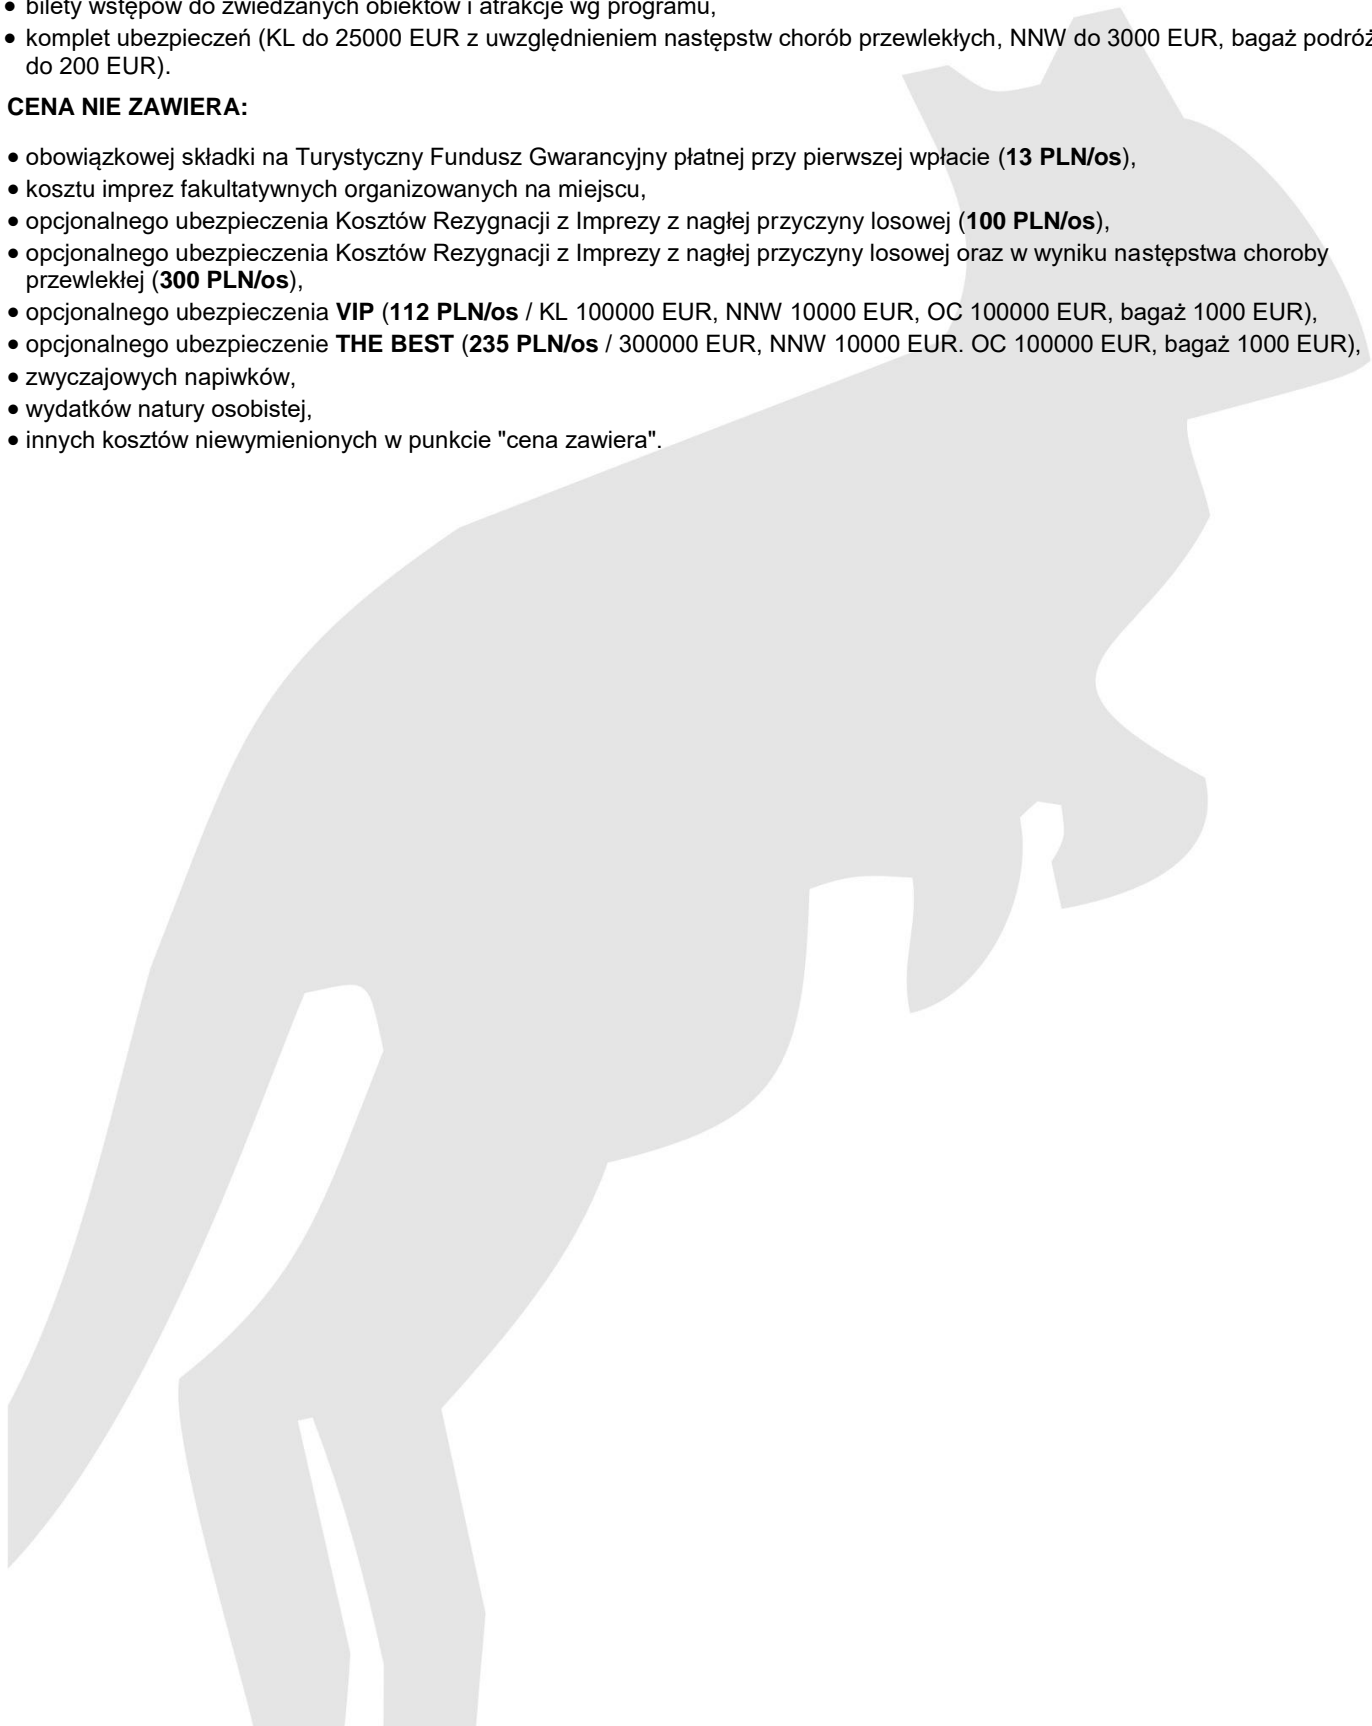 • bilety wstępów do zwiedzanych obiektów i atrakcje wg programu,
• komplet ubezpieczeń (KL do 25000 EUR z uwzględnieniem następstw chorób przewlekłych, NNW do 3000 EUR, bagaż podróż
do 200 EUR).
CENA NIE ZAWIERA:
• obowiązkowej składki na Turystyczny Fundusz Gwarancyjny płatnej przy pierwszej wpłacie (13 PLN/os),
• kosztu imprez fakultatywnych organizowanych na miejscu,
• opcjonalnego ubezpieczenia Kosztów Rezygnacji z Imprezy z nagłej przyczyny losowej (100 PLN/os),
• opcjonalnego ubezpieczenia Kosztów Rezygnacji z Imprezy z nagłej przyczyny losowej oraz w wyniku następstwa choroby
przewlekłej (300 PLN/os),
• opcjonalnego ubezpieczenia VIP (112 PLN/os / KL 100000 EUR, NNW 10000 EUR, OC 100000 EUR, bagaż 1000 EUR),
• opcjonalnego ubezpieczenie THE BEST (235 PLN/os / 300000 EUR, NNW 10000 EUR. OC 100000 EUR, bagaż 1000 EUR),
• zwyczajowych napiwków,
• wydatków natury osobistej,
• innych kosztów niewymienionych w punkcie "cena zawiera".